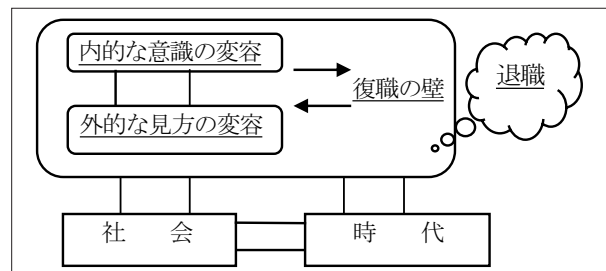 内的な意識の変容
復職の壁
外的な見方の変容
退職
社　会
時　代